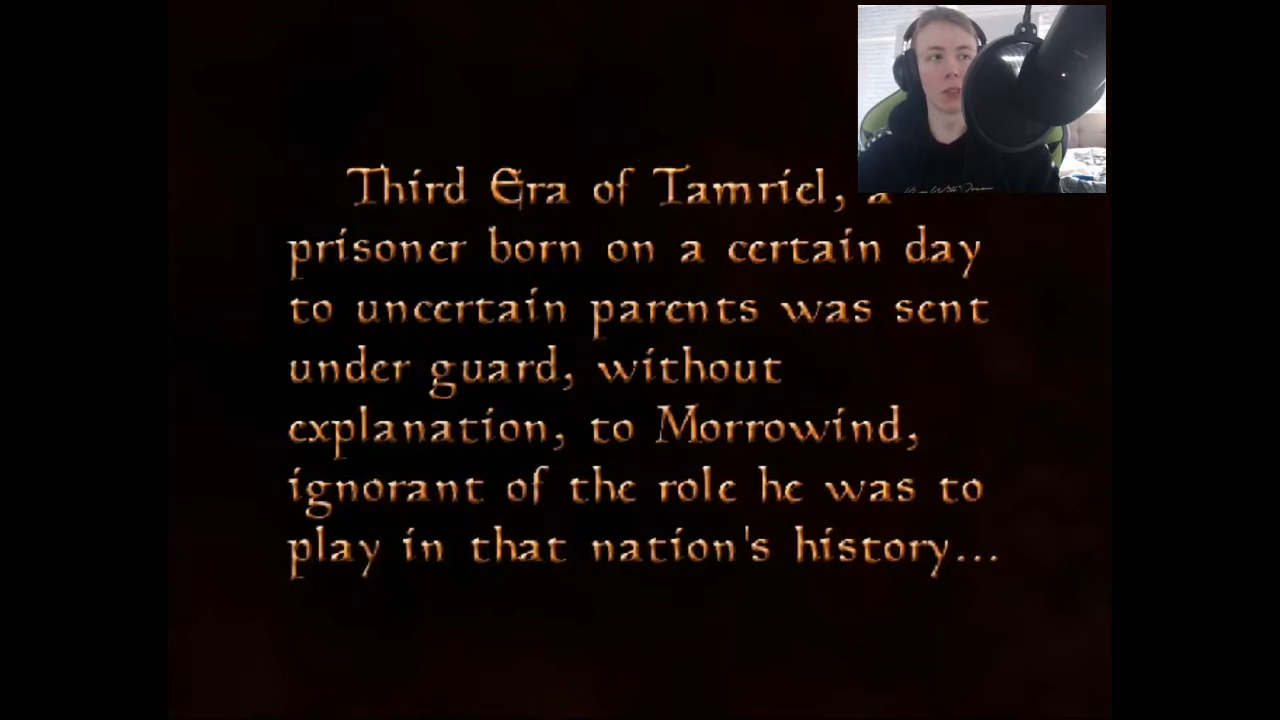 Third Era of Tamriel, a
prisoner born on a certain day
to uncertain parents was sent
under guard, without
explanation, to Morrowind,
ignorant of the role he was to
play in that nation's history...